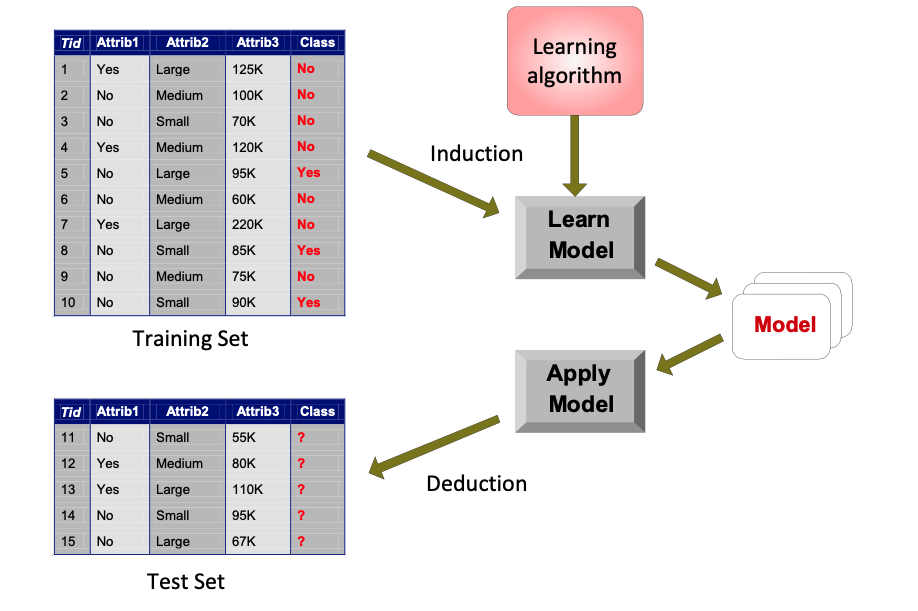 Tid Attrib1 Attrib2 Attrib3 Class
1 Yes Large 125K No
2 No Medium 100K No
3 No Small 70K No
4 Yes Medium 120K No
5 No Large 95K Yes
6 No Medium 60K No
7 Yes Large 220K No
8 No Small 85K Yes
9 No Medium 75K No
10 No Small 90K Yes
Training Set
Learning
algorithm
Induction
Learn
Model
Model
Apply
Model
Deduction
Tid Attrib1 Attrib2 Attrib3 Class
11 No Small 55K ?
12 Yes Medium 80K ?
13 Yes Large 110K ?
14 No Small 95K ?
15 No Large 67K ?
Test Set